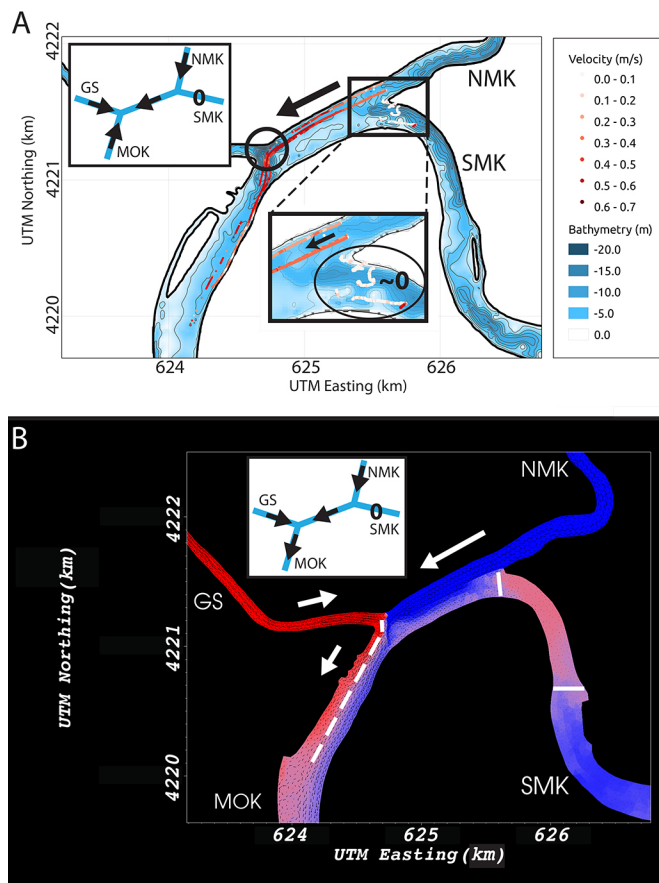 A
4222
4221
4220
UTM Northing (km)
NMK
GS
0
SMK
MOK
NMK
SMK
~0
624
625
626
UTM Easting (km)
Velocity (m/s)
0.0 - 0.1
0.1 - 0.2
0.2 - 0.3
0.3 - 0.4
0.4 - 0.5
0.5 - 0.6
0.6 - 0.7
Bathymetry (m)
-20.0
-15.0
-10.0
-5.0
0.0
B
4222
4221
4220
UTM Northing (km)
NMK
GS
0
SMK
MOK
NMK
GS
MOK
SMK
624
625
626
UTM Easting (km)